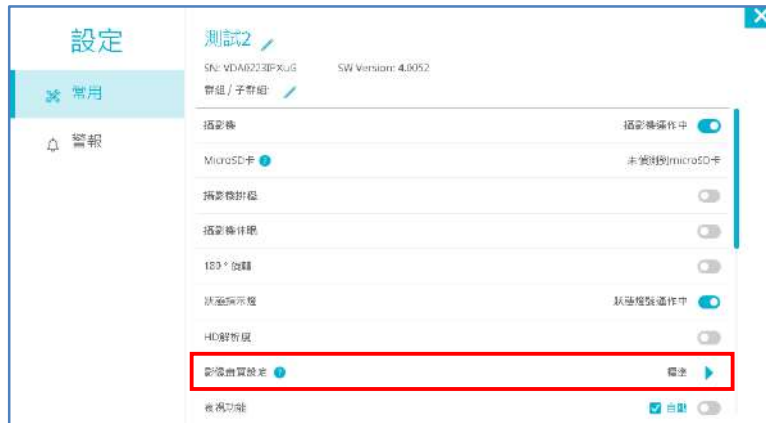 設定
常用
警報
測試2
SN: VDA0223IPXuG SW Version: 4.0052
群組 / 子群組:
攝影機 攝影機運作中
MicroSD卡 未偵測到microSD卡
攝影機排程
攝影機休眠
180 ° 旋轉
狀態指示燈 狀態燈號運作中
HD解析度
影像畫質設定 標準
夜視功能 自動